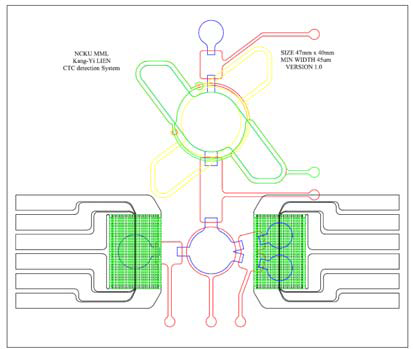 NCKU MML
Kang-Yi LIEN
CTC detection System
SIZE 47mm x 40mm
MIN WIDTH 45um
VERSION 1.0